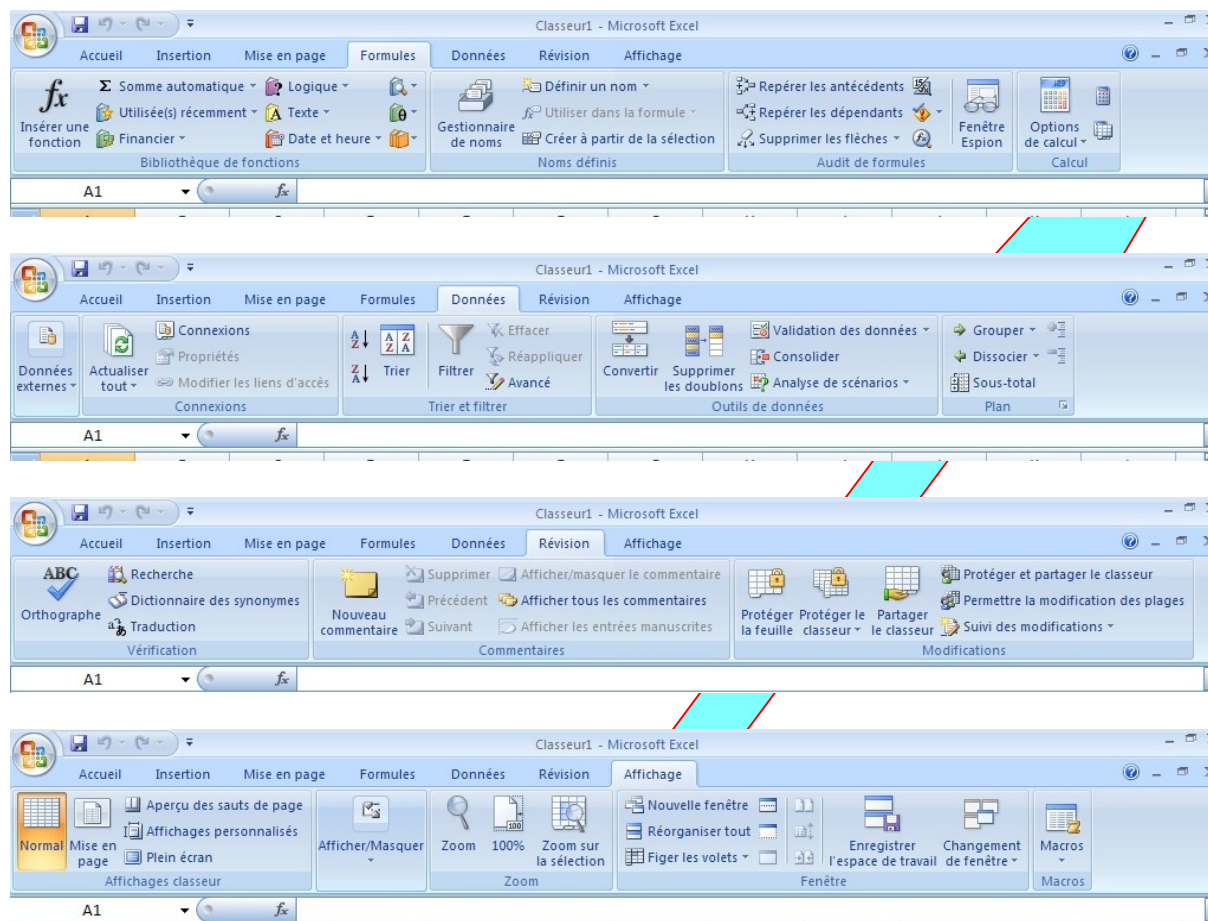 Classeur1 - Microsoft Excel
Accueil Insertion Mise en page Formules Données Révision Affichage
fx Σ Somme automatique Logique
Utilisée(s) récemment A Texte θ
Insérer une fonction Financier Date et heure
Gestionnaire de noms
Définir un nom
Utiliser dans la formule
Créer à partir de la sélection
Repérer les antécédents
Repérer les dépendants
Supprimer les flèches
Fenêtre Espion
Options de calcul
Bibliothèque de fonctions Noms définis Audit de formules Calcul
A1 fx
Classeur1 - Microsoft Excel
Accueil Insertion Mise en page Formules Données Révision Affichage
Données externes
Actualiser tout
Connexions
Propriétés
Modifier les liens d'accès
Trier
Filtrer
Effacer
Réappliquer
Avancé
Convertir
Supprimer les doublons
Validation des données
Consolider
Analyse de scénarios
Grouper
Dissocier
Sous-total
Connexions Trier et filtrer Outils de données Plan
A1 fx
Classeur1 - Microsoft Excel
Accueil Insertion Mise en page Formules Données Révision Affichage
ABC
Orthographe
Recherche
Dictionnaire des synonymes
Traduction
Nouveau commentaire
Supprimer
Précédent
Suivant
Afficher/masquer le commentaire
Afficher tous les commentaires
Afficher les entrées manuscrites
Protéger la feuille
Protéger le classeur
Partager le classeur
Protéger et partager le classeur
Permettre la modification des plages
Suivi des modifications
Vérification Commentaires Modifications
A1 fx
Classeur1 - Microsoft Excel
Accueil Insertion Mise en page Formules Données Révision Affichage
Normal
Mise en page
Aperçu des sauts de page
Affichages personnalisés
Plein écran
Afficher/Masquer
Zoom
100%
Zoom sur la sélection
Nouvelle fenêtre
Réorganiser tout
Figer les volets
Enregistrer l'espace de travail
Changement de fenêtre
Macros
Affichages classeur Zoom Fenêtre Macros
A1 fx